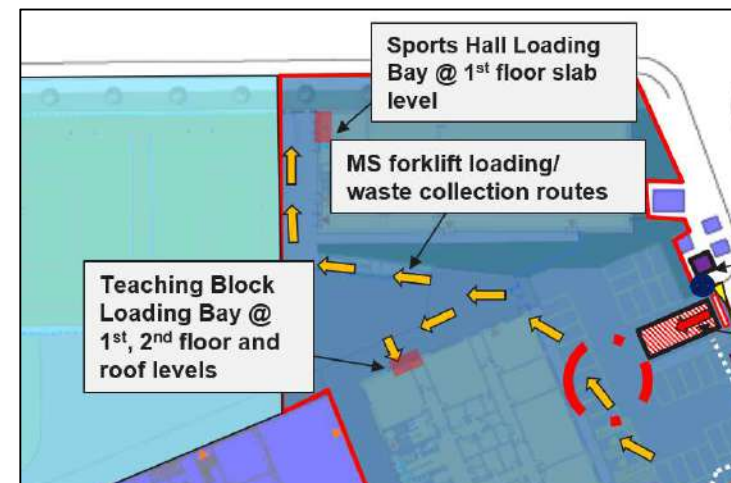 Sports Hall Loading
Bay @ 1st floor slab
level
MS forklift loading/
waste collection routes
Teaching Block
Loading Bay @
1st, 2nd floor and
roof levels